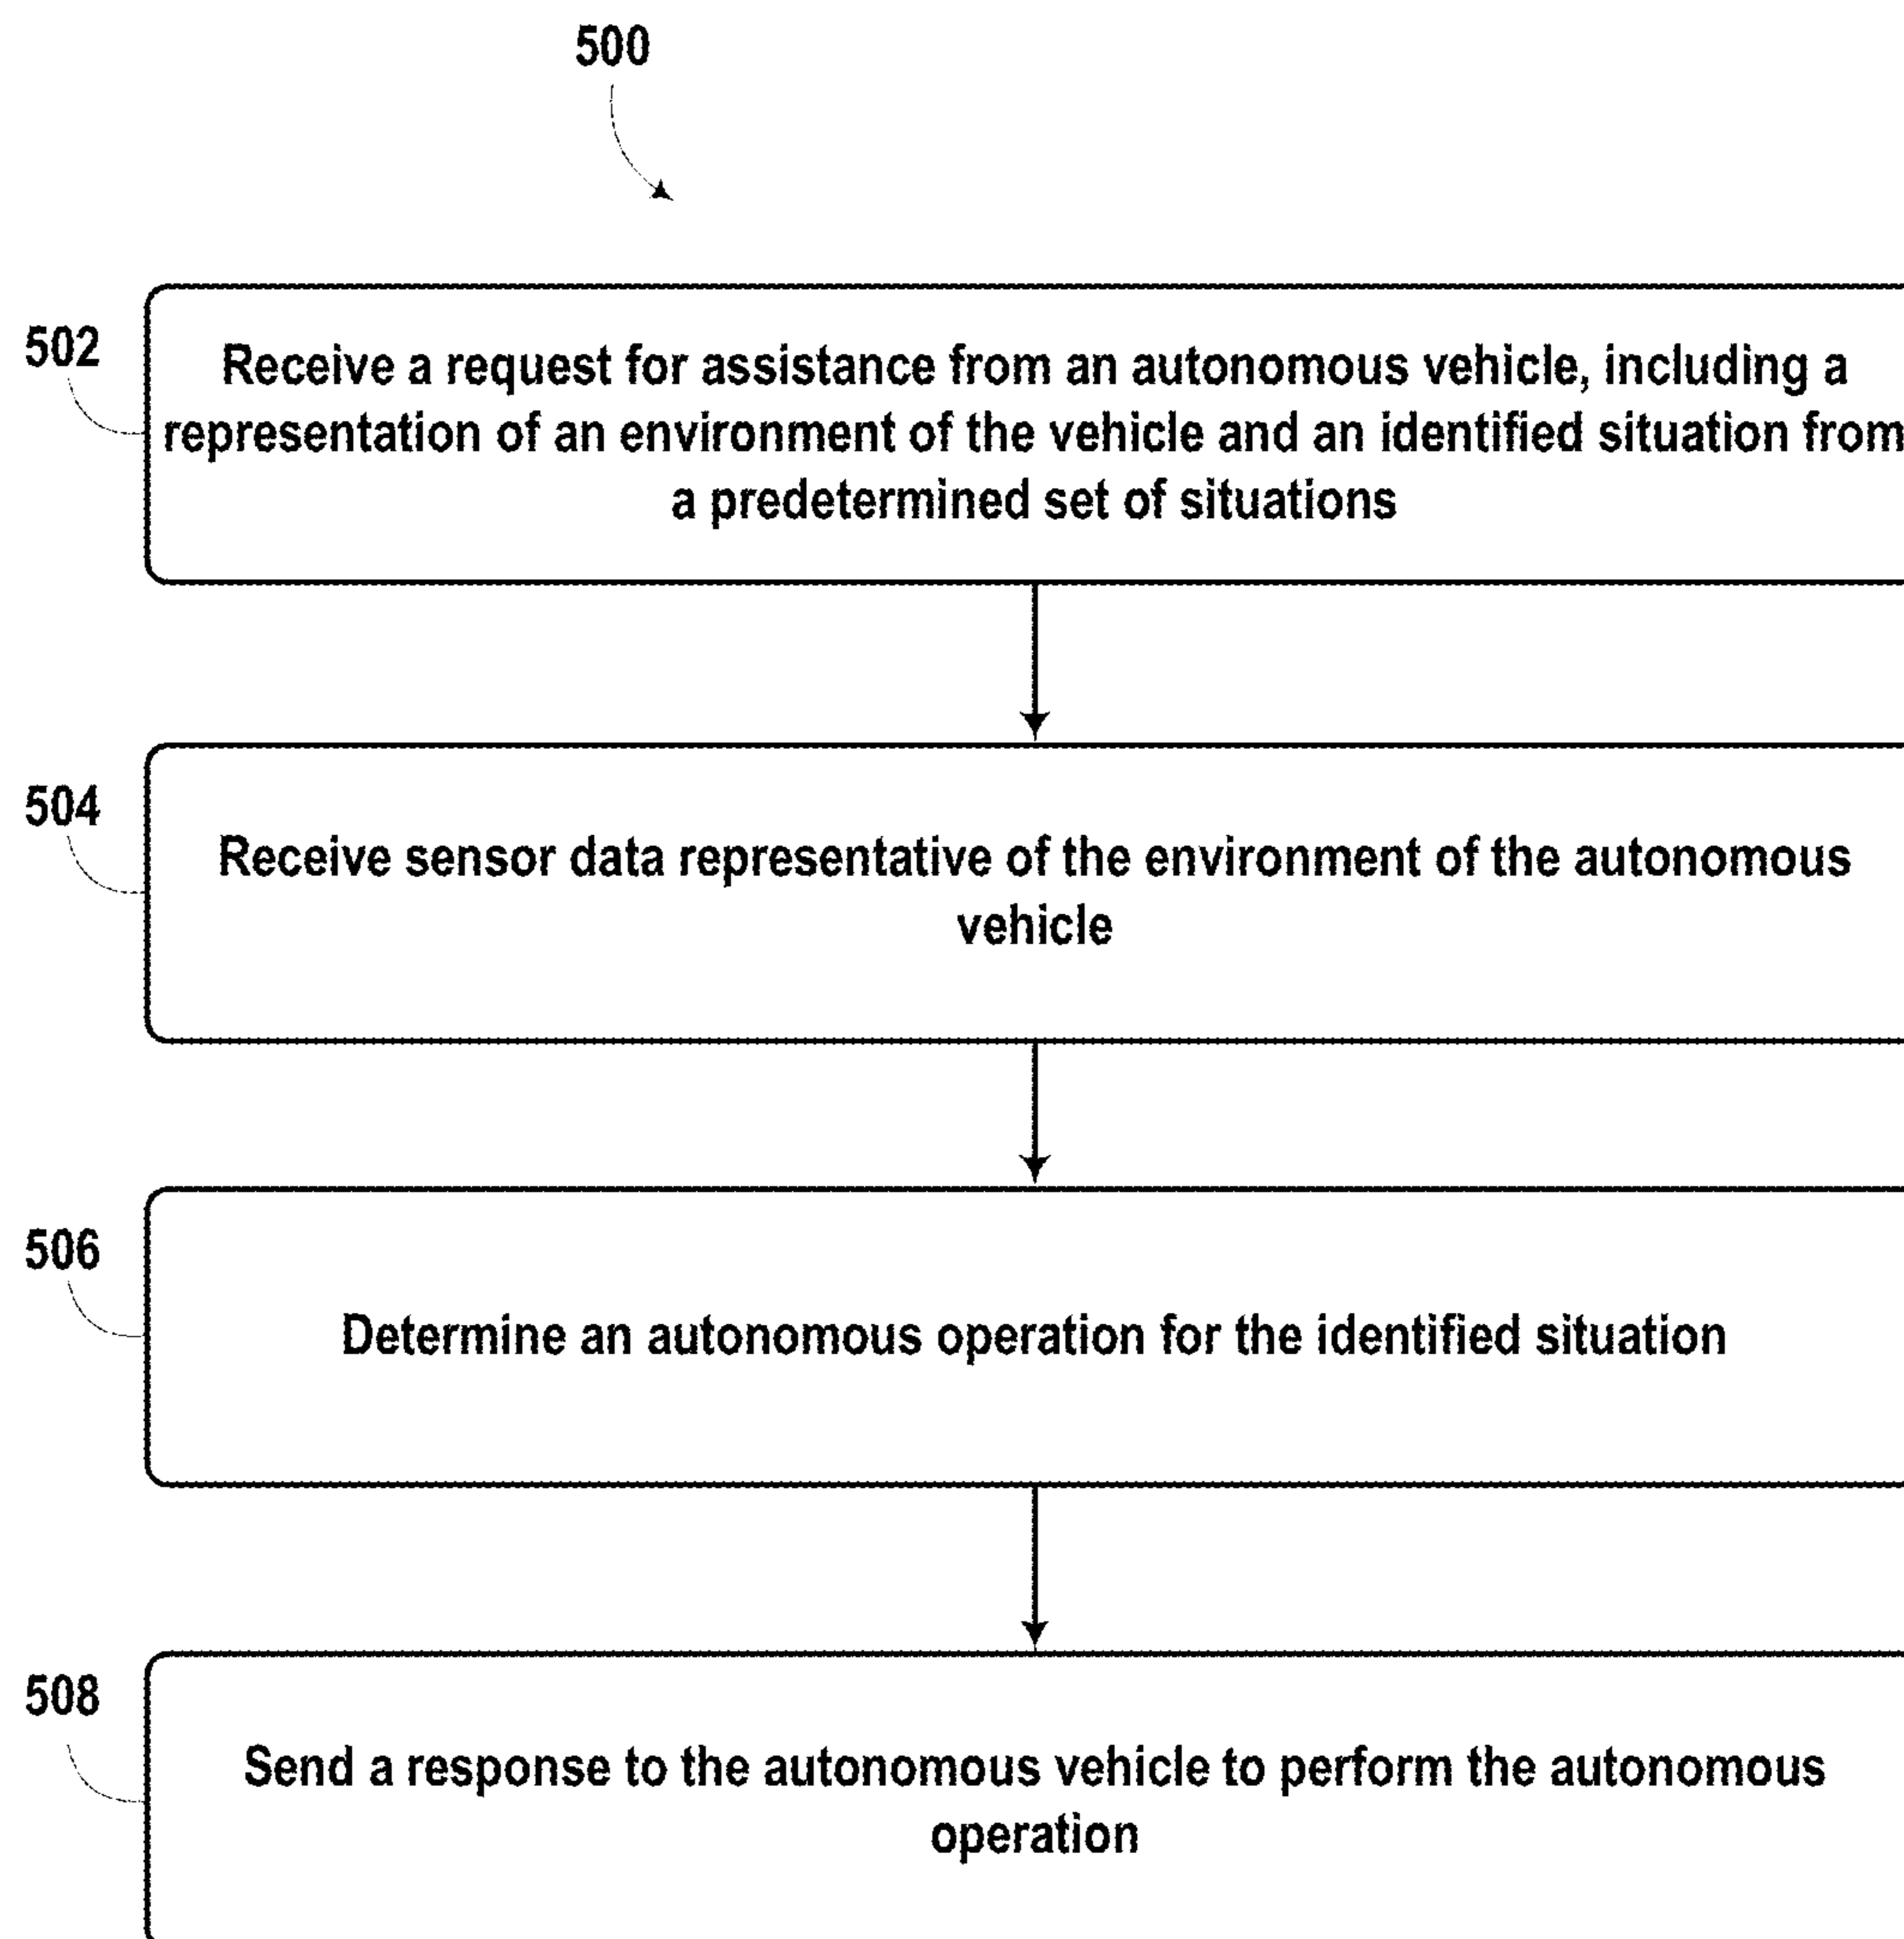 500
502
Receive a request for assistance from an autonomous vehicle, including a
representation of an environment of the vehicle and an identified situation from
a predetermined set of situations
504
Receive sensor data representative of the environment of the autonomous
vehicle
506
Determine an autonomous operation for the identified situation
508
Send a response to the autonomous vehicle to perform the autonomous
operation